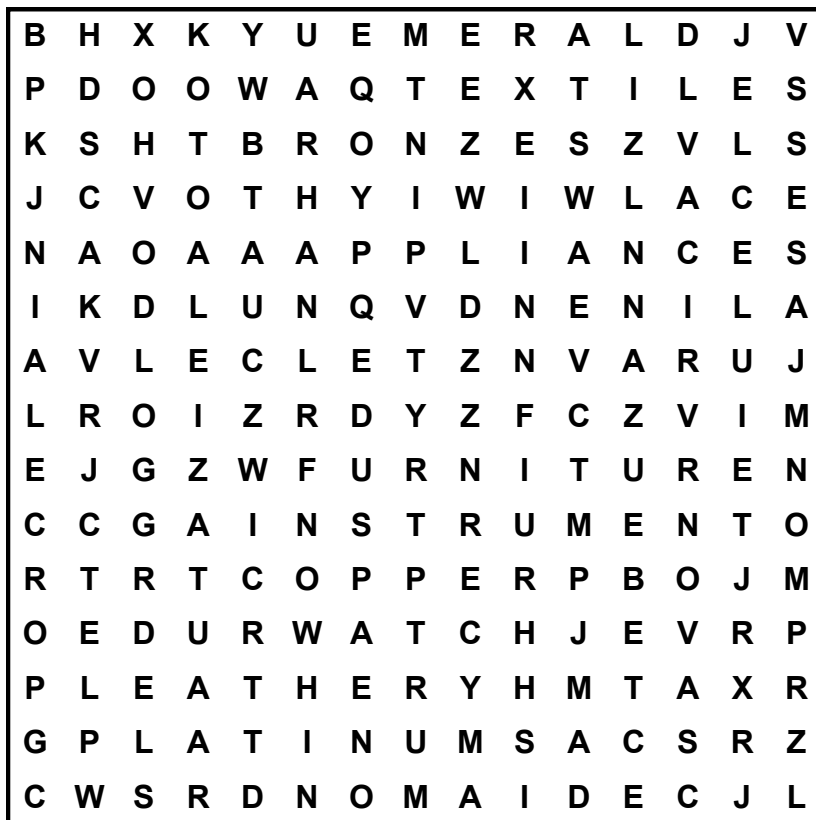 B H X K Y U E M E R A L D J V
P D O O W A Q T E X T I L E S
K S H T B R O N Z E S Z V L S
J C V O T H Y I W I W L A C E
N A O A A A P P L I A N C E S
I K D L U N Q V D N E N I L A
A V L E C L E T Z N V A R U J
L R O I Z R D Y Z F C Z V I M
E J G Z W F U R N I T U R E N
C C G A I N S T R U M E N T O
R T R T C O P P E R P B O J M
O E D U R W A T C H J E V R P
P L E A T H E R Y H M T A X R
G P L A T I N U M S A C S R Z
C W S R D N O M A I D E C J L